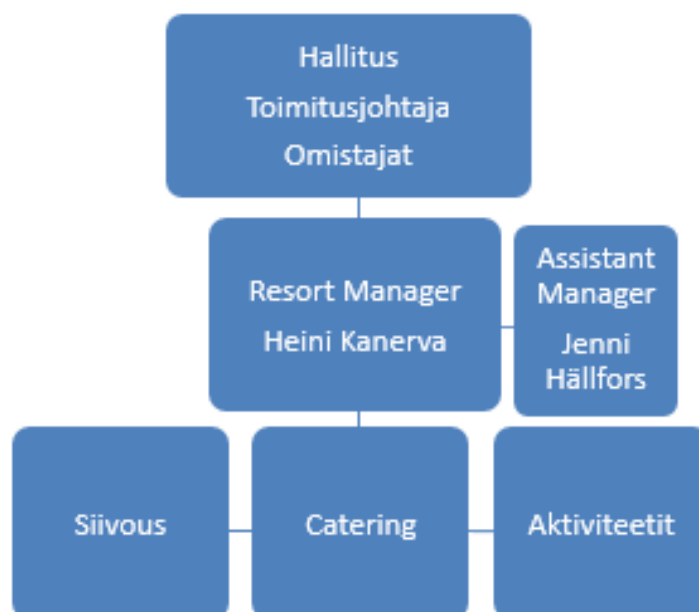 Hallitus
Toimitusjohtaja
Omistajat
Resort Manager
Heini Kanerva
Assistant
Manager
Jenni
Hällfors
Siivous
Catering
Aktiviteetit